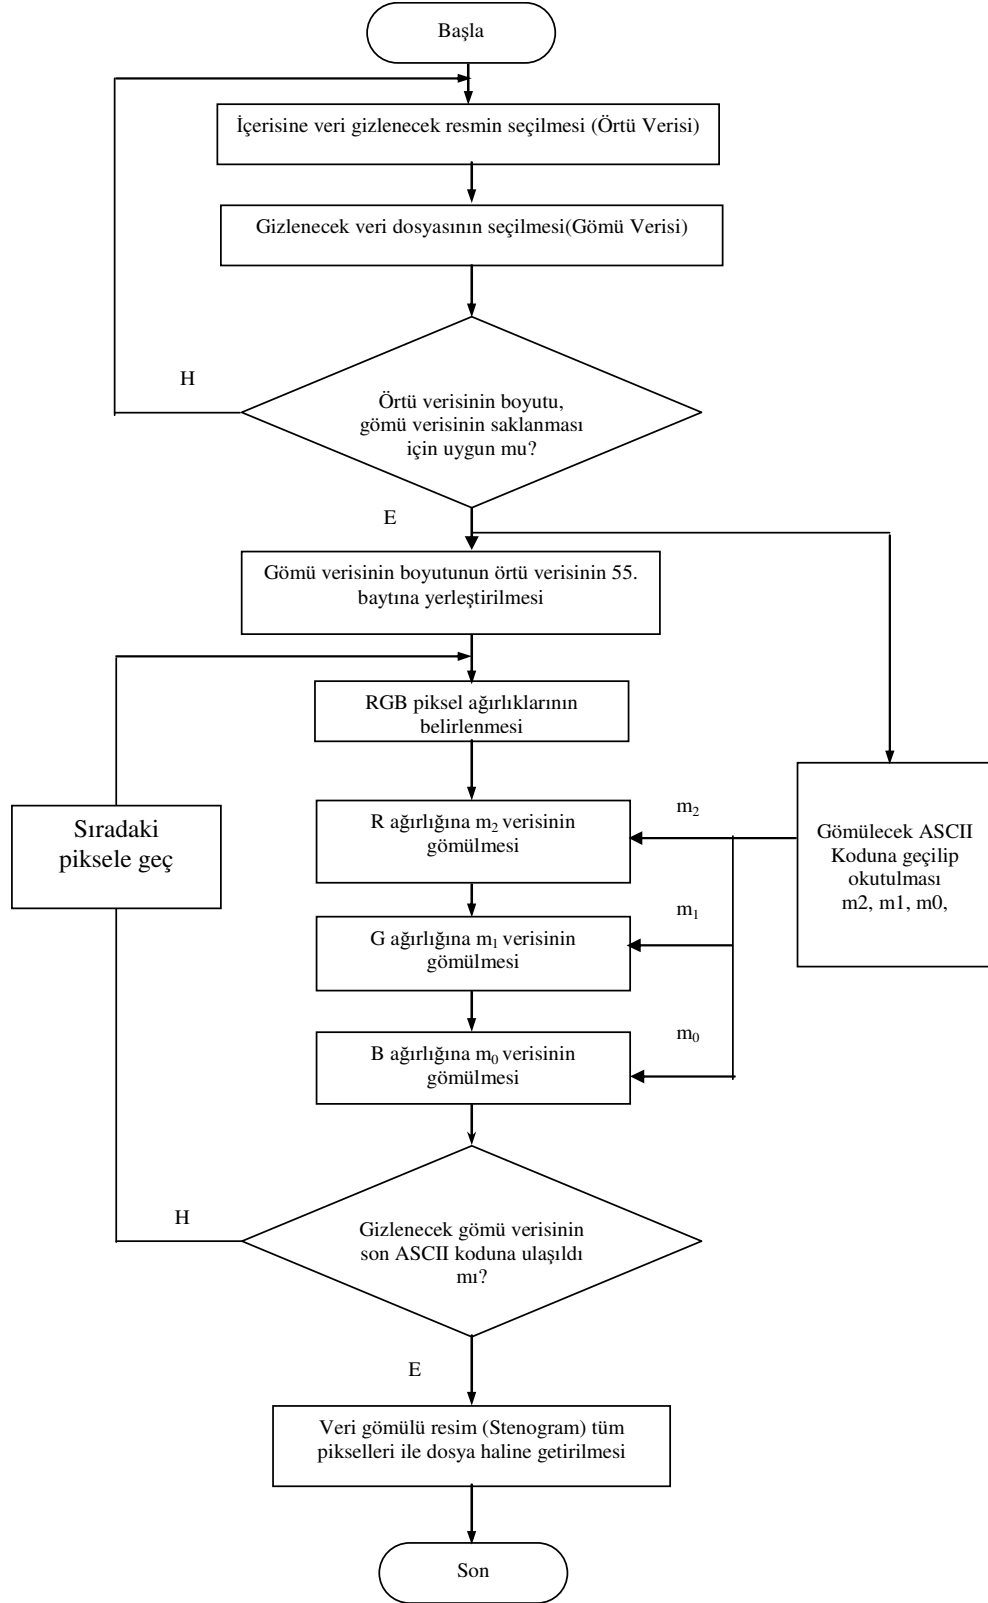 Başla
İçerisine veri gizlenecek resmin seçilmesi (Örtü Verisi)
Gizlenecek veri dosyasının seçilmesi(Gömü Verisi)
H
Örtü verisinin boyutu,
gömü verisinin saklanması
için uygun mu?
E
Gömü verisinin boyutunun örtü verisinin 55.
baytına yerleştirilmesi
RGB piksel ağırlıklarının
belirlenmesi
Sıradaki
piksele geç
R ağırlığına m₂ verisinin
gömülmesi
m₂
Gömülecek ASCII
Koduna geçilip
okutulması
m2, m1, m0,
G ağırlığına m₁ verisinin
gömülmesi
m₁
B ağırlığına m₀ verisinin
gömülmesi
m₀
H
Gizlenecek gömü verisinin
son ASCII koduna ulaşıldı
mı?
E
Veri gömülü resim (Stenogram) tüm
pikselleri ile dosya haline getirilmesi
Son